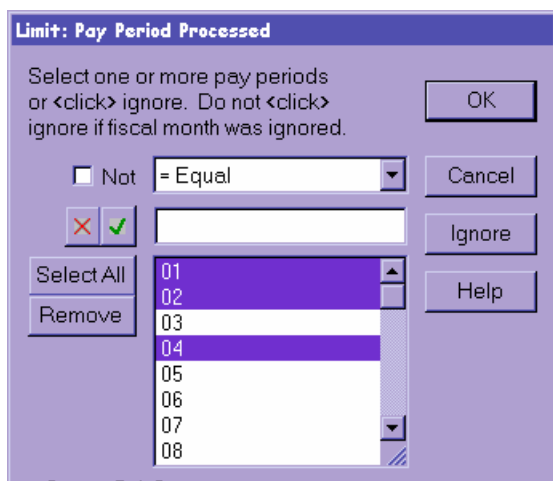 Limit: Pay Period Processed
Select one or more pay periods
or <click> ignore. Do not <click>
ignore if fiscal month was ignored.
OK
Not
= Equal
Cancel
Ignore
Select All
Remove
Help
01
02
03
04
05
06
07
08